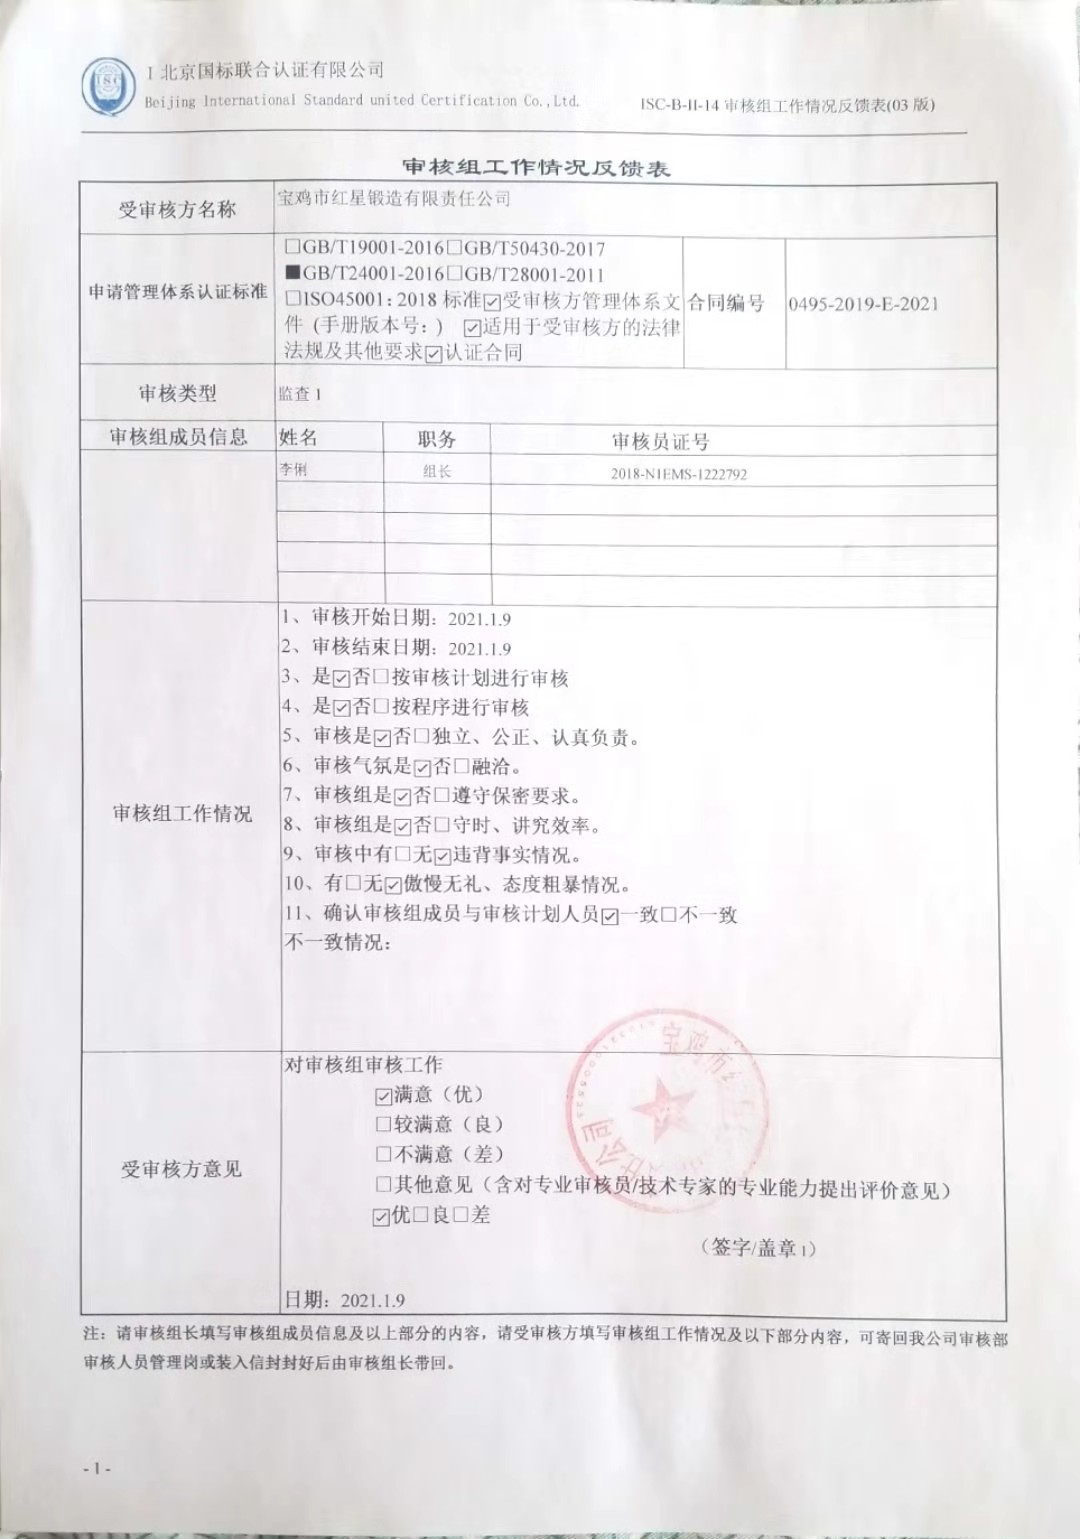 ISC
I 北京国标联合认证有限公司
Beijing International Standard united Certification Co.,Ltd.
ISC-B-II-14 审核组工作情况反馈表(03 版)
审核组工作情况反馈表
受审核方名称
宝鸡市红星锻造有限责任公司
申请管理体系认证标准
□GB/T19001-2016□GB/T50430-2017
■GB/T24001-2016□GB/T28001-2011
□ISO45001：2018 标准☑受审核方管理体系文
件（手册版本号：） ☑适用于受审核方的法律
法规及其他要求☑认证合同
合同编号
0495-2019-E-2021
审核类型
监查 1
审核组成员信息
姓名 职务 审核员证号
李俐 组长 2018-N1EMS-1222792
审核组工作情况
1、审核开始日期：2021.1.9
2、审核结束日期：2021.1.9
3、是☑否□按审核计划进行审核
4、是☑否□按程序进行审核
5、审核是☑否□独立、公正、认真负责。
6、审核气氛是☑否□融洽。
7、审核组是☑否□遵守保密要求。
8、审核组是☑否□守时、讲究效率。
9、审核中有□无☑违背事实情况。
10、有□无☑傲慢无礼、态度粗暴情况。
11、确认审核组成员与审核计划人员☑一致□不一致
不一致情况：
受审核方意见
对审核组审核工作
☑满意（优）
□较满意（良）
□不满意（差）
□其他意见（含对专业审核员/技术专家的专业能力提出评价意见）
☑优□良□差
（签字/盖章 1）
日期：2021.1.9
宝鸡市红
公司
注：请审核组长填写审核组成员信息及以上部分的内容，请受审核方填写审核组工作情况及以下部分内容，可寄回我公司审核部
审核人员管理岗或装入信封封好后由审核组长带回。
- 1 -